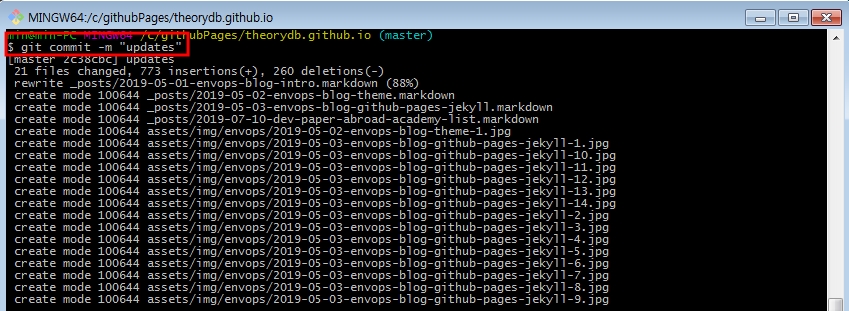 MINGW64:/c/githubPages/theorydb.github.io
min@min-PC MINGW64 /c/githubPages/theorydb.github.io (master)
$ git commit -m "updates"
[master 2c38cbc] updates
21 files changed, 773 insertions(+), 260 deletions(-)
rewrite _posts/2019-05-01-envops-blog-intro.markdown (88%)
create mode 100644 _posts/2019-05-02-envops-blog-theme.markdown
create mode 100644 _posts/2019-05-03-envops-blog-github-pages-jekyll.markdown
create mode 100644 _posts/2019-07-10-dev-paper-abroad-academy-list.markdown
create mode 100644 assets/img/envops/2019-05-02-envops-blog-theme-1.jpg
create mode 100644 assets/img/envops/2019-05-03-envops-blog-github-pages-jekyll-1.jpg
create mode 100644 assets/img/envops/2019-05-03-envops-blog-github-pages-jekyll-10.jpg
create mode 100644 assets/img/envops/2019-05-03-envops-blog-github-pages-jekyll-11.jpg
create mode 100644 assets/img/envops/2019-05-03-envops-blog-github-pages-jekyll-12.jpg
create mode 100644 assets/img/envops/2019-05-03-envops-blog-github-pages-jekyll-13.jpg
create mode 100644 assets/img/envops/2019-05-03-envops-blog-github-pages-jekyll-14.jpg
create mode 100644 assets/img/envops/2019-05-03-envops-blog-github-pages-jekyll-2.jpg
create mode 100644 assets/img/envops/2019-05-03-envops-blog-github-pages-jekyll-3.jpg
create mode 100644 assets/img/envops/2019-05-03-envops-blog-github-pages-jekyll-4.jpg
create mode 100644 assets/img/envops/2019-05-03-envops-blog-github-pages-jekyll-5.jpg
create mode 100644 assets/img/envops/2019-05-03-envops-blog-github-pages-jekyll-6.jpg
create mode 100644 assets/img/envops/2019-05-03-envops-blog-github-pages-jekyll-7.jpg
create mode 100644 assets/img/envops/2019-05-03-envops-blog-github-pages-jekyll-8.jpg
create mode 100644 assets/img/envops/2019-05-03-envops-blog-github-pages-jekyll-9.jpg